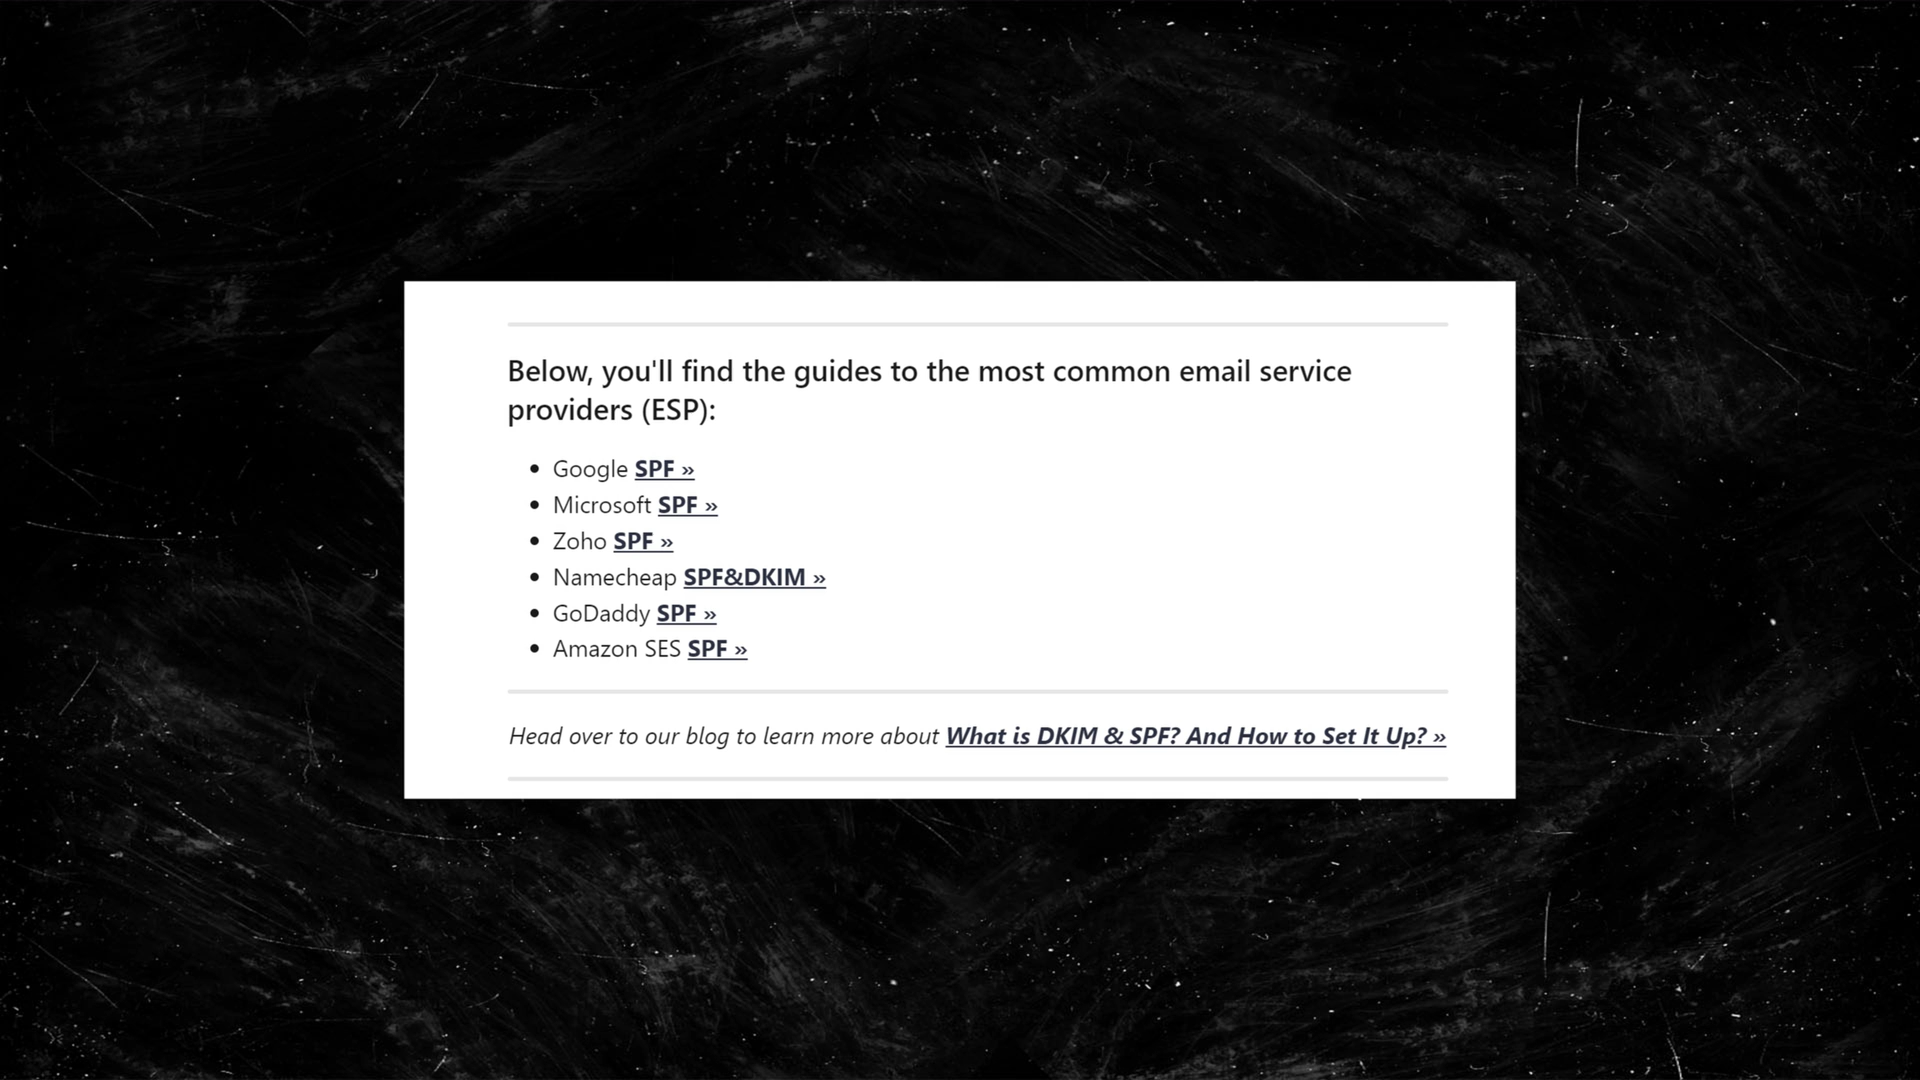 Below, you'll find the guides to the most common email service
providers (ESP):
Google SPF »
Microsoft SPF »
Zoho SPF »
Namecheap SPF&DKIM »
GoDaddy SPF »
Amazon SES SPF »
Head over to our blog to learn more about What is DKIM & SPF? And How to Set It Up? »